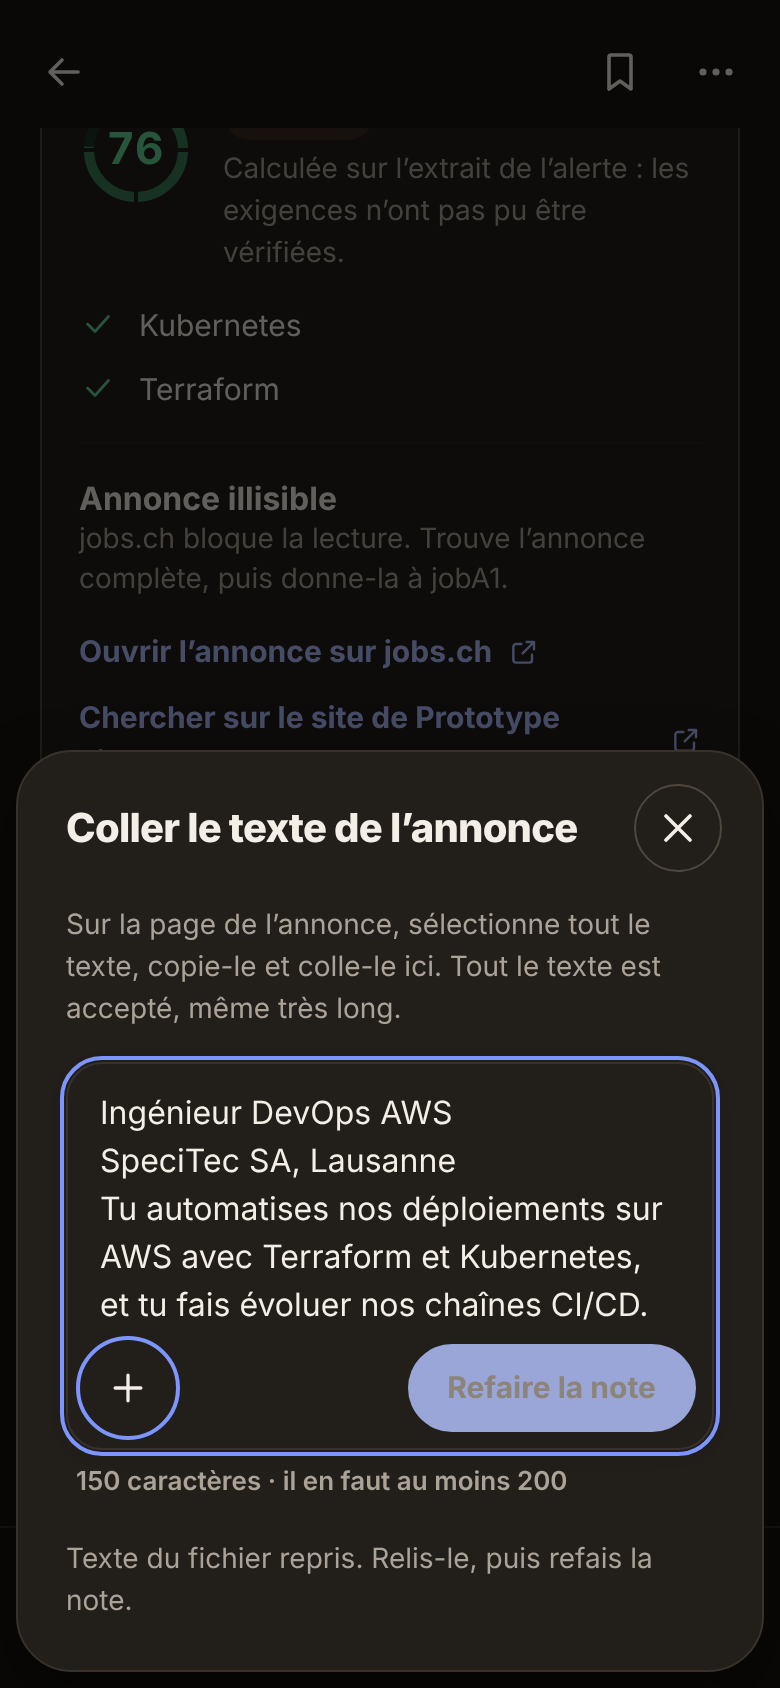 76
Calculée sur l’extrait de l’alerte : les
exigences n’ont pas pu être
vérifiées.
Kubernetes
Terraform
Annonce illisible
jobs.ch bloque la lecture. Trouve l’annonce
complète, puis donne-la à jobA1.
Ouvrir l’annonce sur jobs.ch
Chercher sur le site de Prototype
Coller le texte de l’annonce
Sur la page de l’annonce, sélectionne tout le
texte, copie-le et colle-le ici. Tout le texte est
accepté, même très long.
Ingénieur DevOps AWS
SpeciTec SA, Lausanne
Tu automatises nos déploiements sur
AWS avec Terraform et Kubernetes,
et tu fais évoluer nos chaînes CI/CD.
Refaire la note
150 caractères · il en faut au moins 200
Texte du fichier repris. Relis-le, puis refais la
note.